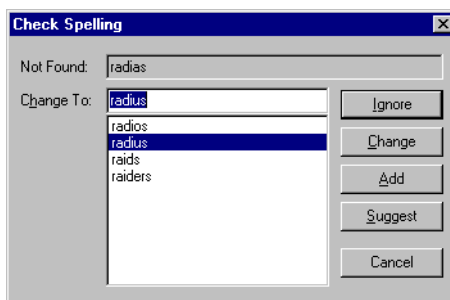 Check Spelling
Not Found: radias
Change To: radius
radios
radius
raids
raiders
Ignore
Change
Add
Suggest
Cancel